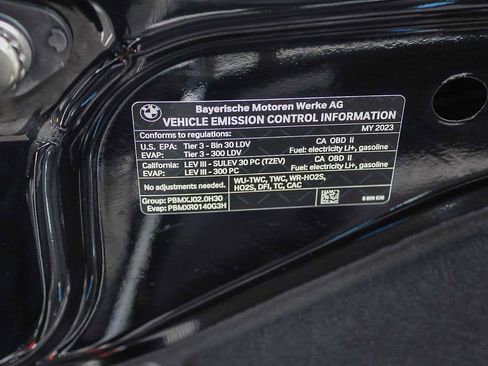 BMW
Bayerische Motoren Werke AG
VEHICLE EMISSION CONTROL INFORMATION
Conforms to regulations: MY 2023
U.S. EPA: Tier 3 - Bin 30 LDV CA OBD II
EVAP: Tier 3 - 300 LDV Fuel: electricity Li+, gasoline
California: LEV III - SULEV 30 PC (TZEV) CA OBD II
EVAP: LEV III - 300 PC Fuel: electricity Li+, gasoline
No adjustments needed. WU-TWC, TWC, WR-HO2S,
HO2S, DFI, TC, CAC
Group: PBMXJ02.0H30
Evap: PBMXR0140G3H